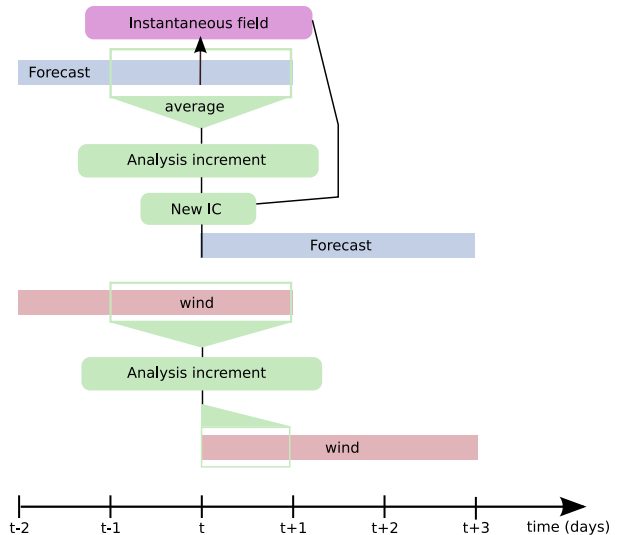 Instantaneous field
Forecast
average
Analysis increment
New IC
Forecast
wind
Analysis increment
wind
t-2 t-1 t t+1 t+2 t+3 time (days)